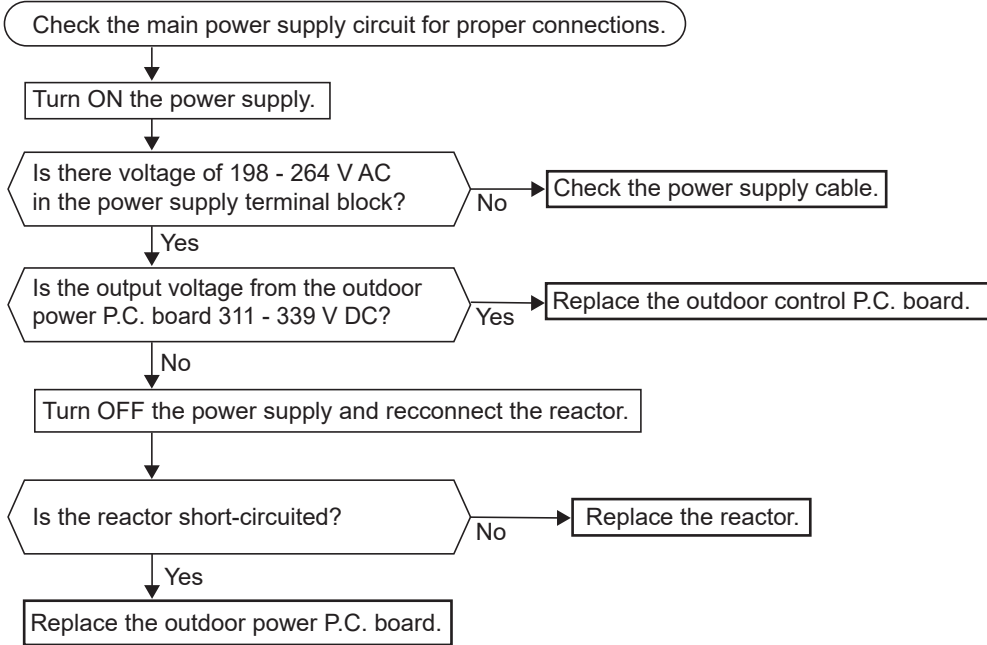 Check the main power supply circuit for proper connections.
Turn ON the power supply.
Is there voltage of 198 - 264 V AC
in the power supply terminal block?
No
Check the power supply cable.
Yes
Is the output voltage from the outdoor
power P.C. board 311 - 339 V DC?
Yes
Replace the outdoor control P.C. board.
No
Turn OFF the power supply and recconnect the reactor.
Is the reactor short-circuited?
No
Replace the reactor.
Yes
Replace the outdoor power P.C. board.